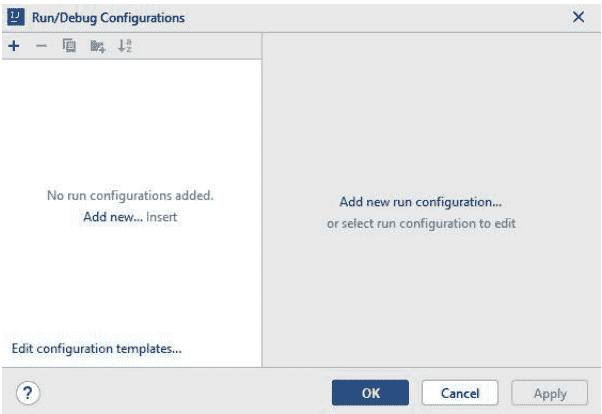 IJ Run/Debug Configurations
No run configurations added.
Add new... Insert
Add new run configuration...
or select run configuration to edit
Edit configuration templates...
?
OK
Cancel
Apply